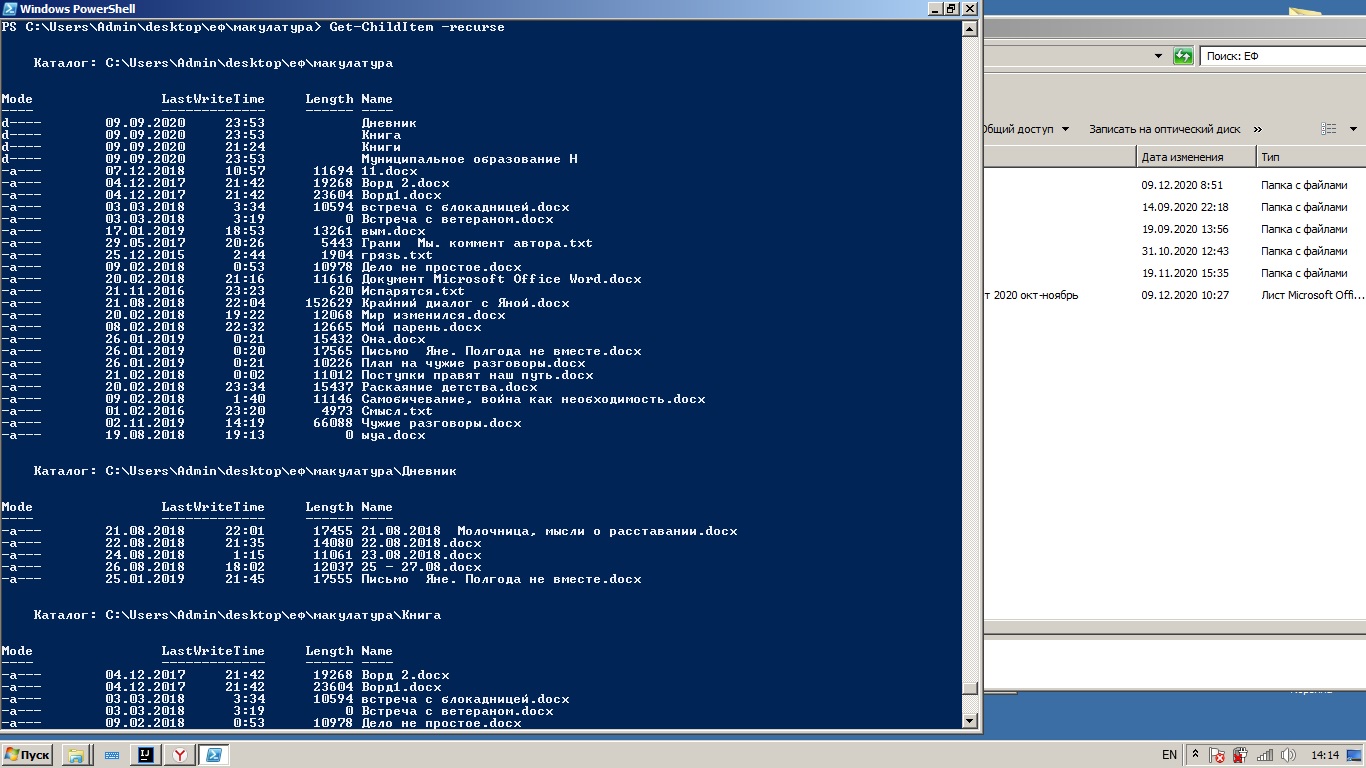 Windows PowerShell
PS C:\Users\Admin\desktop\еф\макулатура> Get-ChildItem -recurse
Каталог: C:\Users\Admin\desktop\еф\макулатура
Mode LastWriteTime Length Name
---- ------------- ------ ----
d---- 09.09.2020 23:53 Дневник
d---- 09.09.2020 23:53 Книга
d---- 09.09.2020 21:24 Книги
d---- 09.09.2020 23:53 Муниципальное образование Н
-a--- 07.12.2018 10:57 11694 11.docx
-a--- 04.12.2017 21:42 19268 Ворд 2.docx
-a--- 04.12.2017 21:42 23604 Ворд1.docx
-a--- 03.03.2018 3:34 10594 встреча с блокадницей.docx
-a--- 03.03.2018 3:19 0 Встреча с ветераном.docx
-a--- 17.01.2019 18:53 13261 вым.docx
-a--- 29.05.2017 20:26 5443 Грани  Мы. коммент автора.txt
-a--- 25.12.2015 2:44 1904 грязь.txt
-a--- 09.02.2018 0:53 10978 Дело не простое.docx
-a--- 20.02.2018 21:16 11616 Документ Microsoft Office Word.docx
-a--- 21.11.2016 23:23 620 Испарятся.txt
-a--- 21.08.2018 22:04 152629 Крайний диалог с Яной.docx
-a--- 20.02.2018 19:22 12068 Мир изменился.docx
-a--- 08.02.2018 22:32 12665 Мой парень.docx
-a--- 26.01.2019 0:21 15432 Она.docx
-a--- 26.01.2019 0:20 17565 Письмо  Яне. Полгода не вместе.docx
-a--- 26.01.2019 0:21 10226 План на чужие разговоры.docx
-a--- 21.02.2018 0:02 11012 Поступки правят наш путь.docx
-a--- 20.02.2018 23:34 15437 Раскаяние детства.docx
-a--- 09.02.2018 1:40 11146 Самобичевание, война как необходимость.docx
-a--- 01.02.2016 23:20 4973 Смысл.txt
-a--- 02.11.2019 14:19 66088 Чужие разговоры.docx
-a--- 19.08.2018 19:13 0 ыуа.docx
Каталог: C:\Users\Admin\desktop\еф\макулатура\Дневник
Mode LastWriteTime Length Name
---- ------------- ------ ----
-a--- 21.08.2018 22:01 17455 21.08.2018  Молочница, мысли о расставании.docx
-a--- 22.08.2018 21:35 14080 22.08.2018.docx
-a--- 24.08.2018 1:15 11061 23.08.2018.docx
-a--- 26.08.2018 18:02 12037 25 - 27.08.docx
-a--- 25.01.2019 21:45 17555 Письмо  Яне. Полгода не вместе.docx
Каталог: C:\Users\Admin\desktop\еф\макулатура\Книга
Mode LastWriteTime Length Name
---- ------------- ------ ----
-a--- 04.12.2017 21:42 19268 Ворд 2.docx
-a--- 04.12.2017 21:42 23604 Ворд1.docx
-a--- 03.03.2018 3:34 10594 встреча с блокадницей.docx
-a--- 03.03.2018 3:19 0 Встреча с ветераном.docx
-a--- 09.02.2018 0:53 10978 Дело не простое.docx
Поиск: ЕФ
Общий доступ Записать на оптический диск »
Дата изменения Тип
09.12.2020 8:51 Папка с файлами
14.09.2020 22:18 Папка с файлами
19.09.2020 13:56 Папка с файлами
31.10.2020 12:43 Папка с файлами
19.11.2020 15:35 Папка с файлами
т 2020 окт-ноябрь 09.12.2020 10:27 Лист Microsoft Offi...
Пуск
IJ
Y
EN
14:14